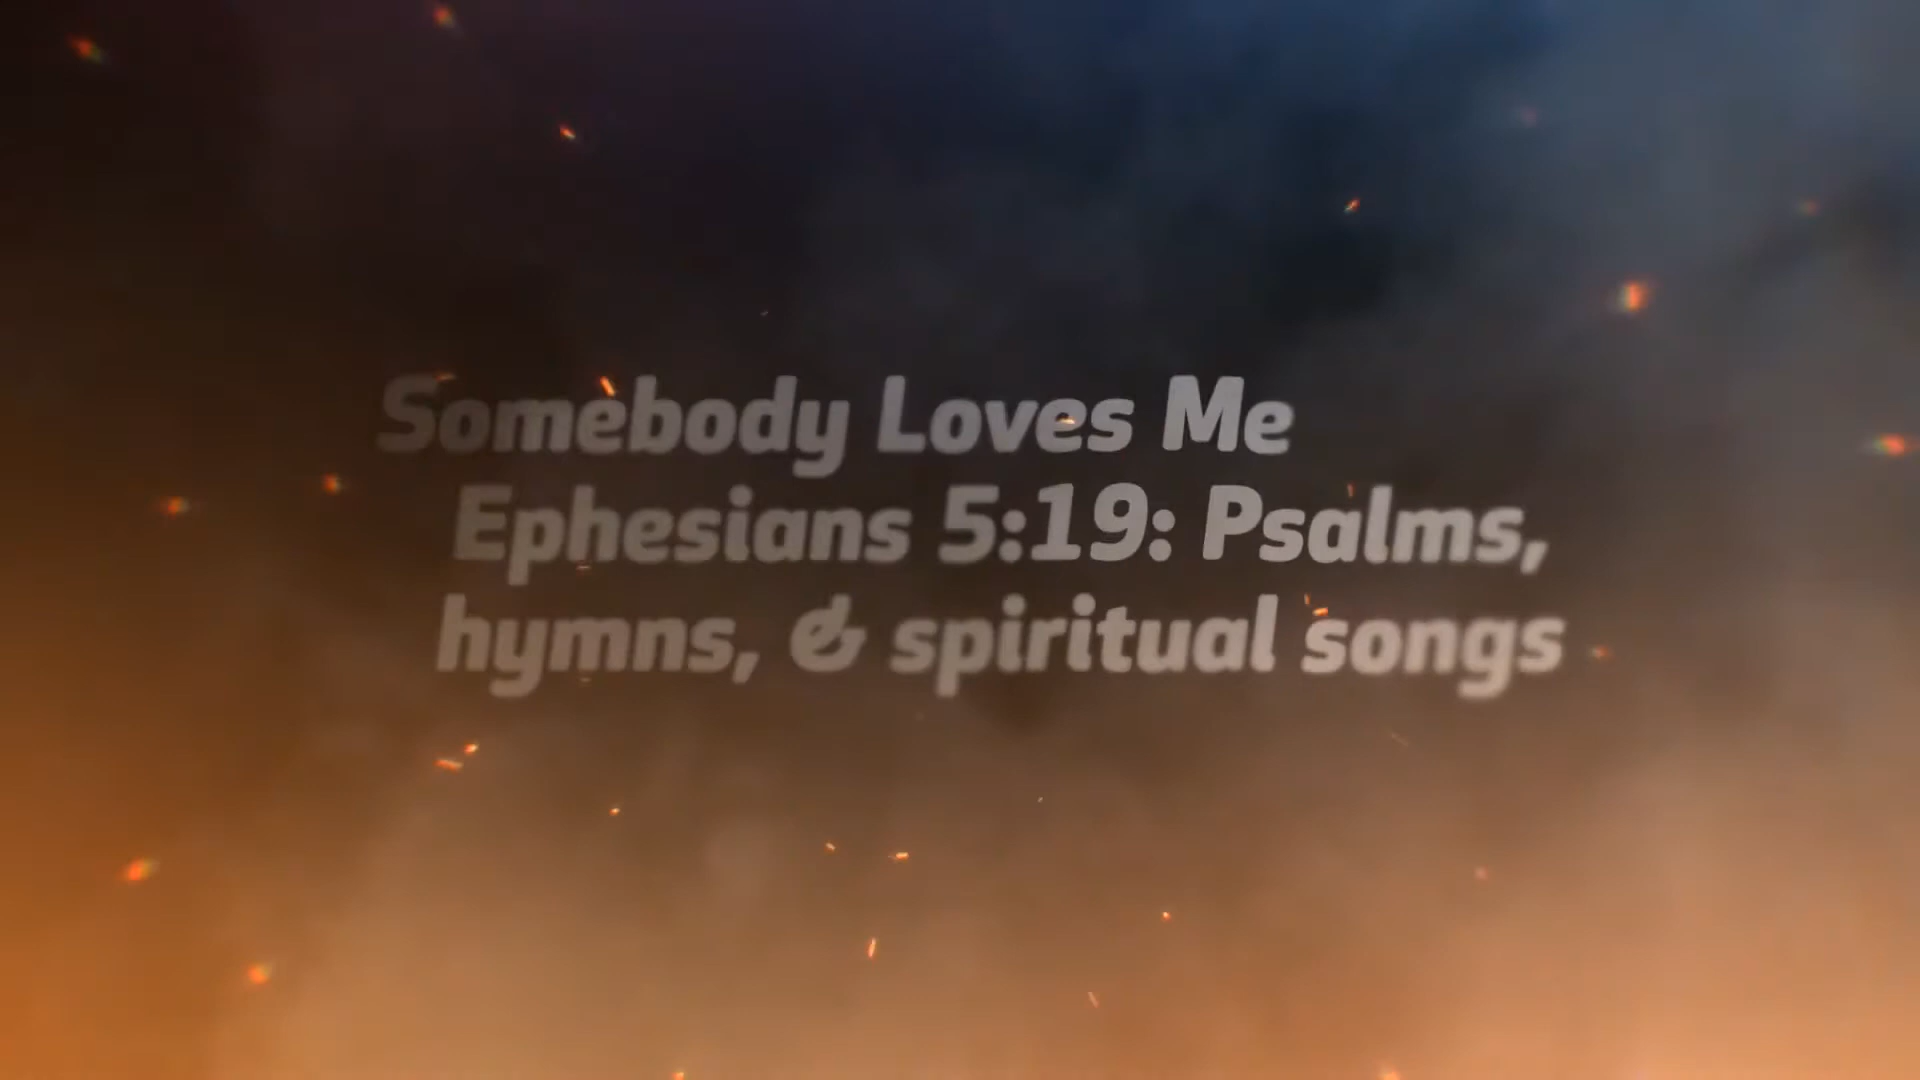 Somebody Loves Me
Ephesians 5:19: Psalms,
hymns, & spiritual songs